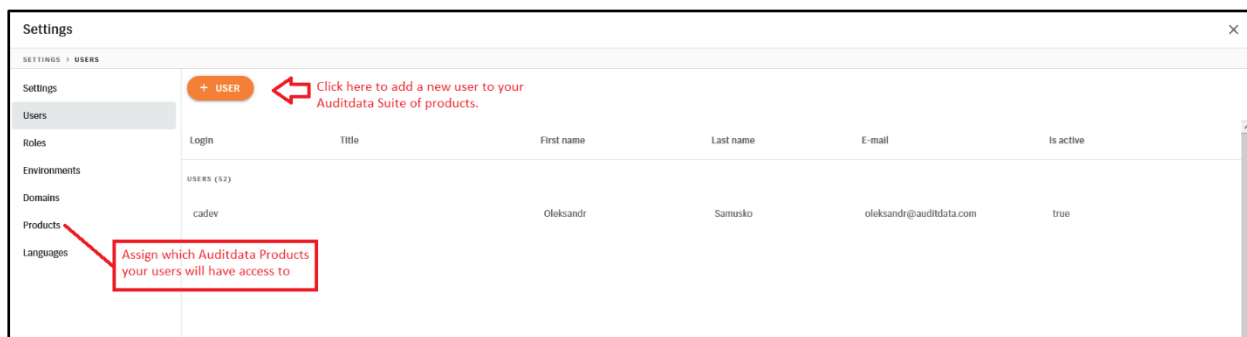 Settings
SETTINGS > USERS
Settings
Users
Roles
Environments
Domains
Products
Languages
+ USER
Click here to add a new user to your
Auditdata Suite of products.
Login Title First name Last name E-mail Is active
USERS (52)
cadev Oleksandr Samusko oleksandr@auditdata.com true
Assign which Auditdata Products
your users will have access to